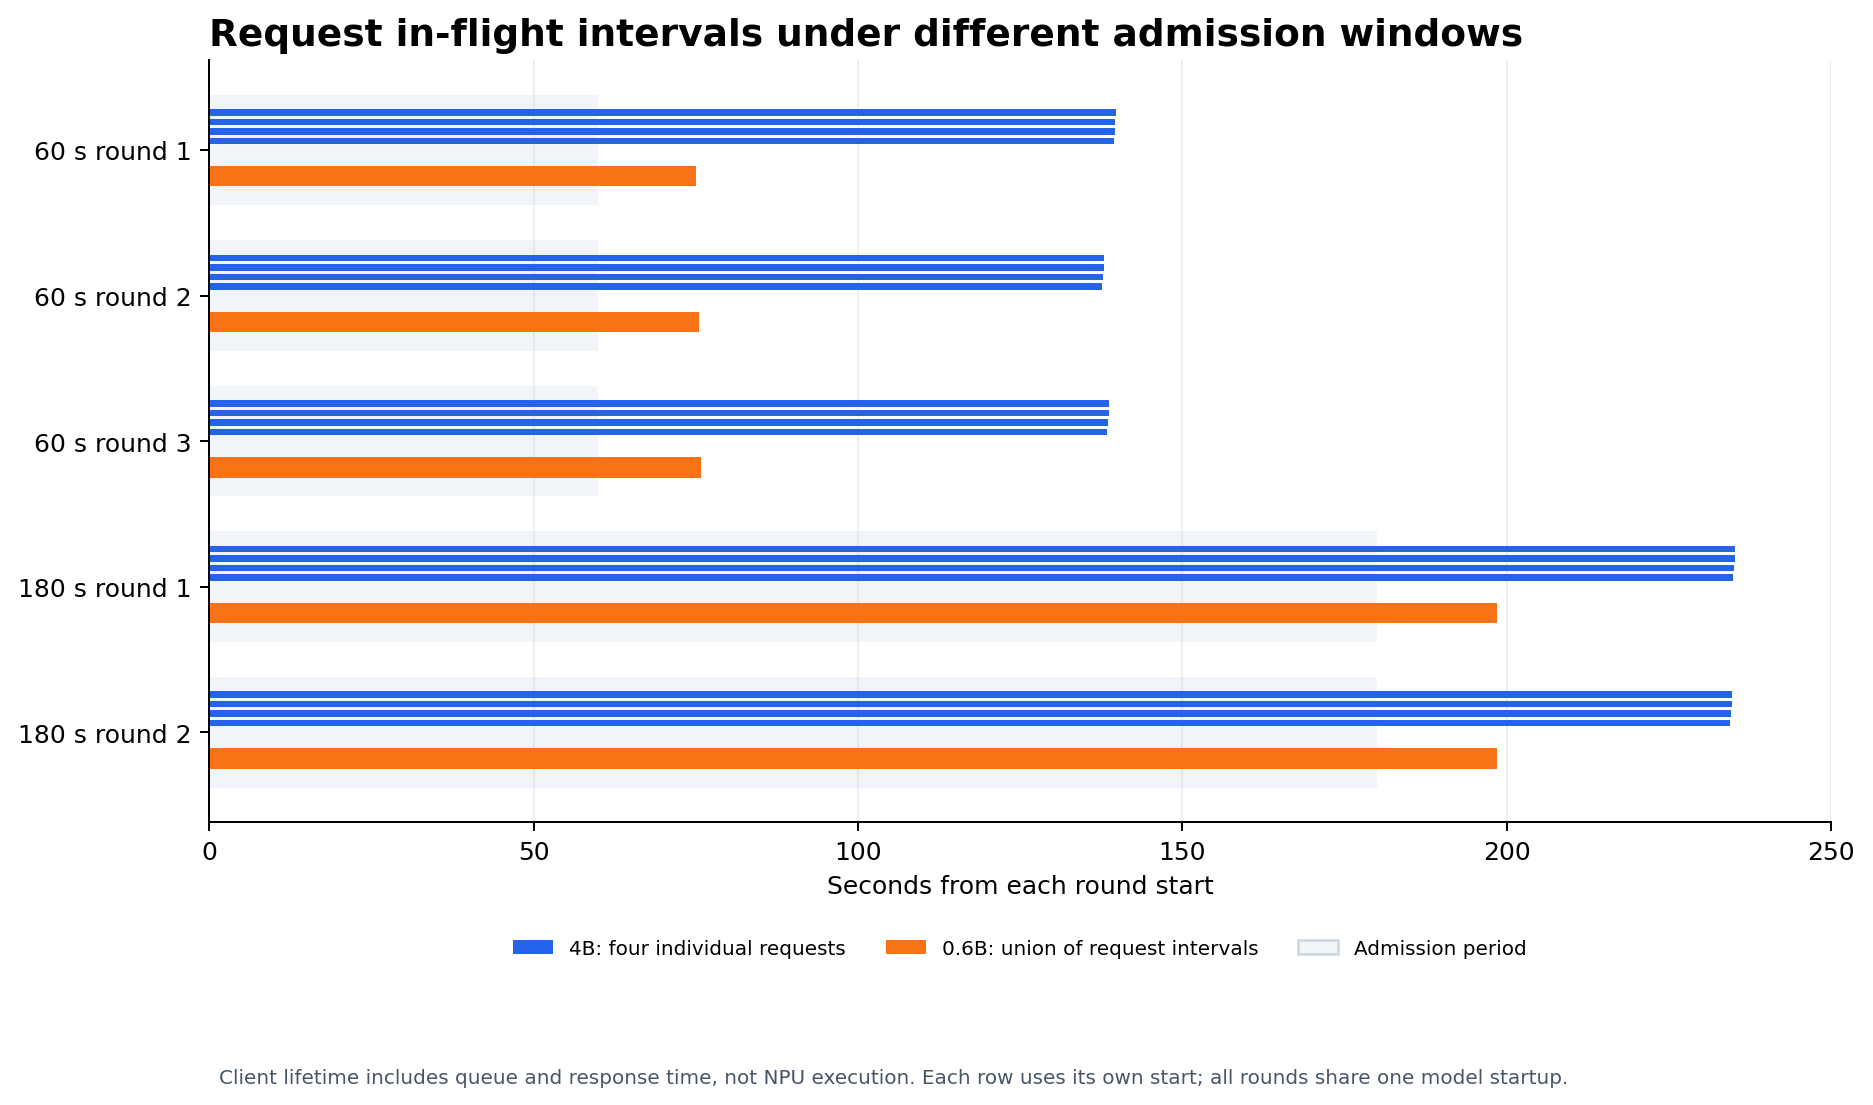 Request in-flight intervals under different admission windows
60 s round 1
60 s round 2
60 s round 3
180 s round 1
180 s round 2
0 50 100 150 200 250
Seconds from each round start
4B: four individual requests 0.6B: union of request intervals Admission period
Client lifetime includes queue and response time, not NPU execution. Each row uses its own start; all rounds share one model startup.